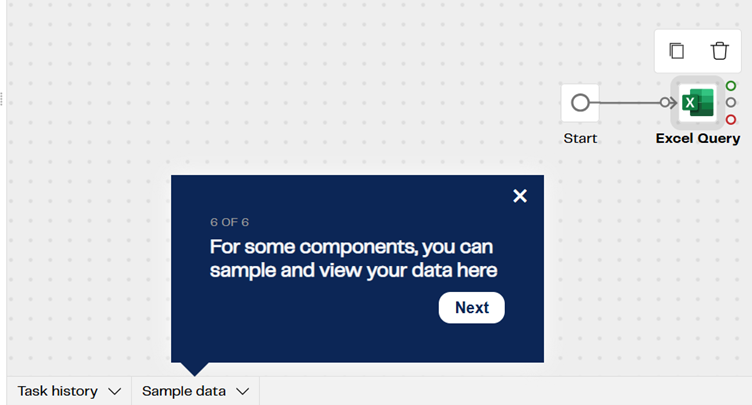 Start
Excel Query
6 OF 6
For some components, you can
sample and view your data here
Next
Task history
Sample data